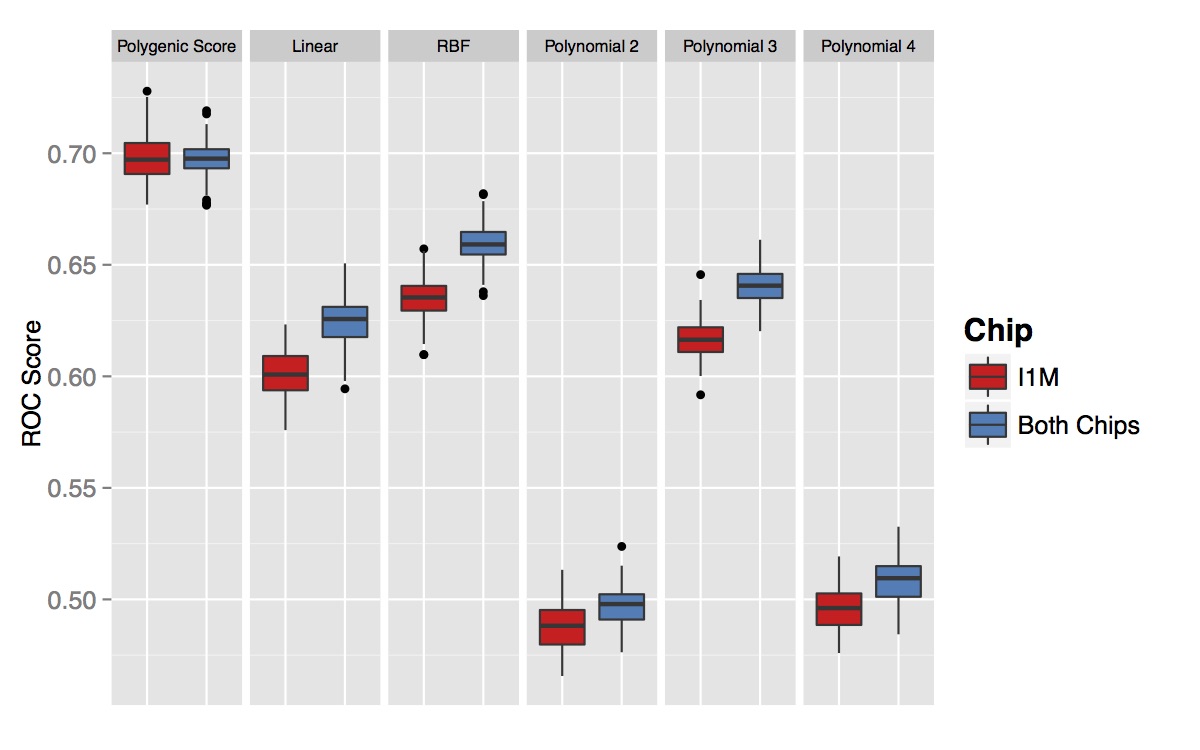 Polygenic Score
Linear
RBF
Polynomial 2
Polynomial 3
Polynomial 4
0.70
0.65
0.60
0.55
0.50
ROC Score
Chip
I1M
Both Chips